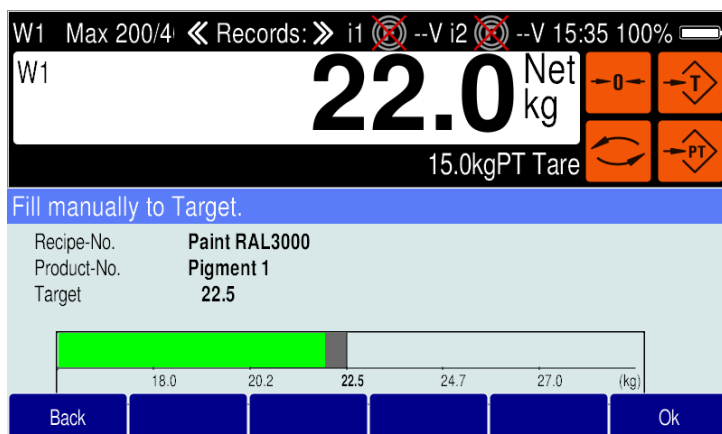 W1 Max 200/4 « Records: » i1 --V i2 --V 15:35 100%
W1 22.0 Net kg
→0← →T
15.0kgPT Tare →PT
Fill manually to Target.
Recipe-No. Paint RAL3000
Product-No. Pigment 1
Target 22.5
18.0 20.2 22.5 24.7 27.0 (kg)
Back Ok